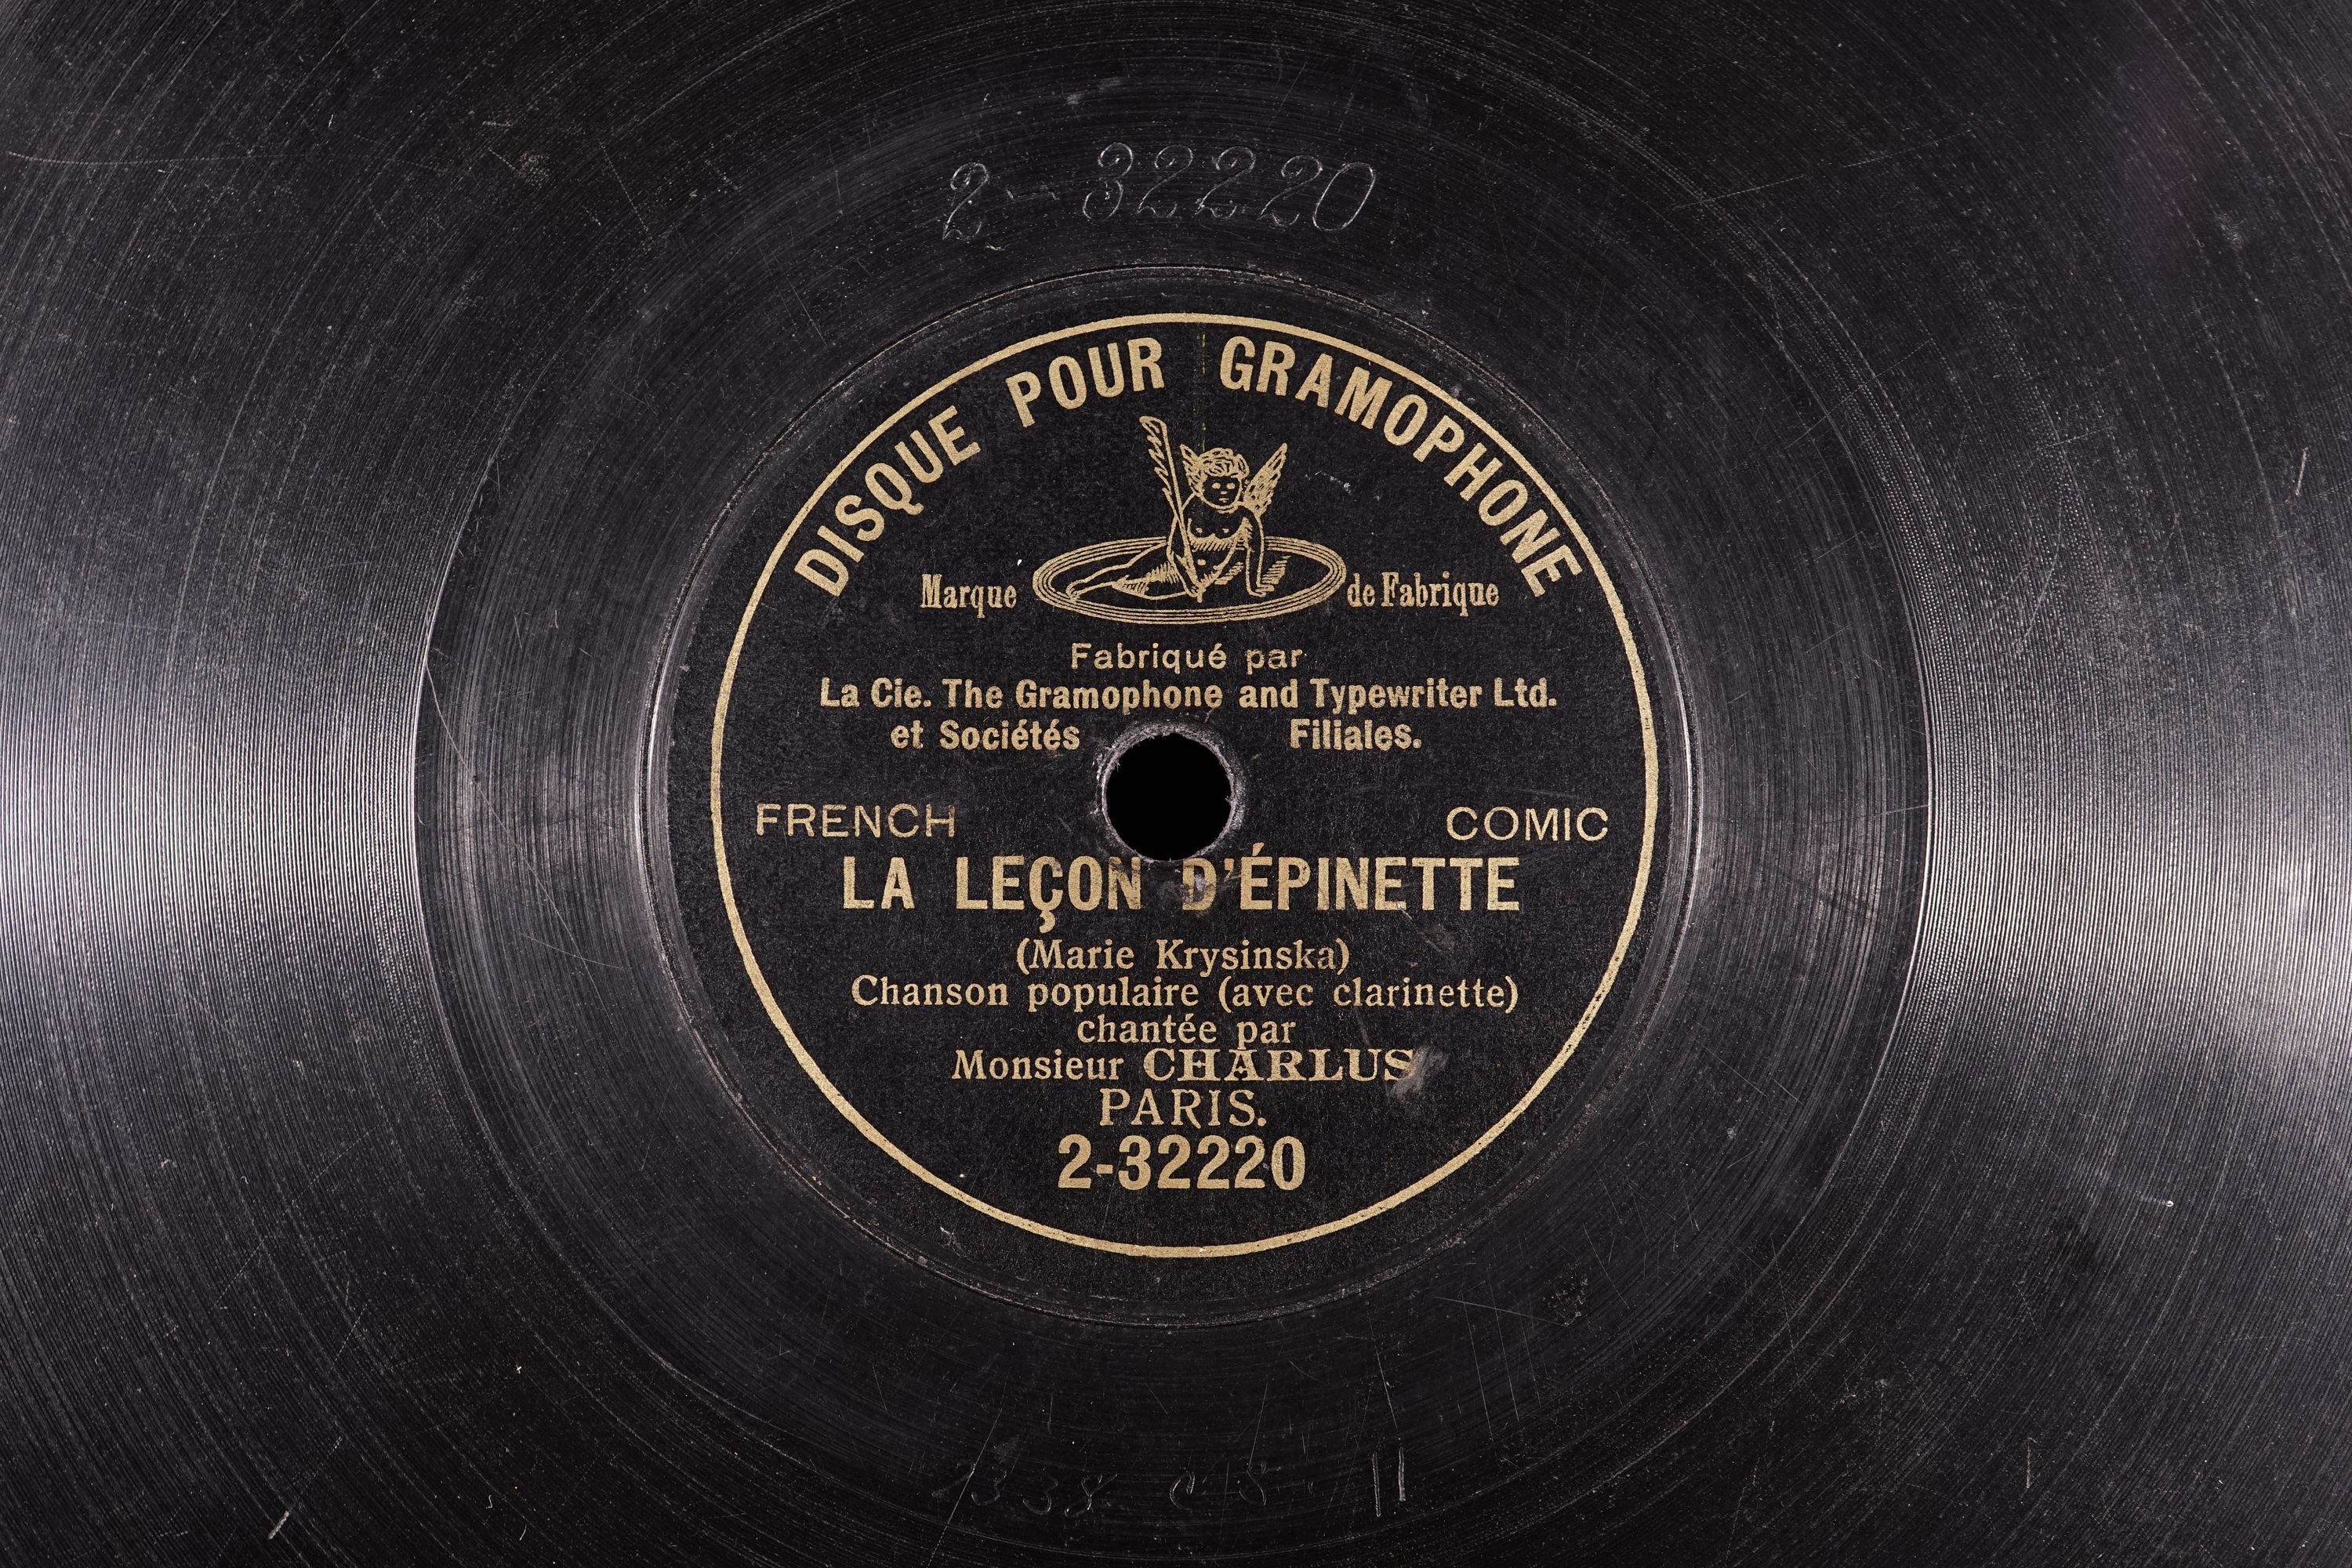 2-32220
DISQUE POUR GRAMOPHONE
Marque de Fabrique
Fabriqué par
La Cie. The Gramophone and Typewriter Ltd.
et Sociétés Filiales.
FRENCH COMIC
LA LEÇON D'ÉPINETTE
(Marie Krysinska)
Chanson populaire (avec clarinette)
chantée par
Monsieur CHARLUS
PARIS.
2-32220